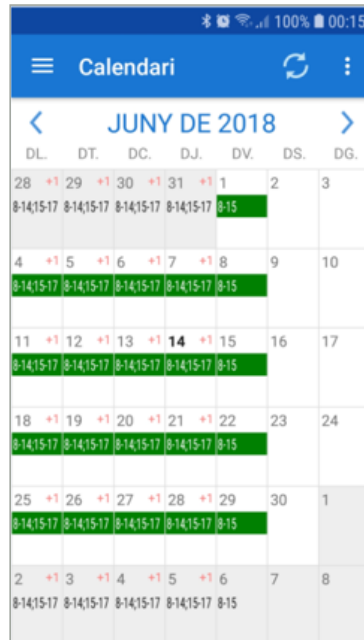 100% 00:15
Calendari
JUNY DE 2018
DL. DT. DC. DJ. DV. DS. DG.
28 +1 29 +1 30 +1 31 +1 1 2 3
8-14;15-17 8-14;15-17 8-14;15-17 8-14;15-17 8-15
4 +1 5 +1 6 +1 7 +1 8 9 10
8-14;15-17 8-14;15-17 8-14;15-17 8-14;15-17 8-15
11 +1 12 +1 13 +1 14 +1 15 16 17
8-14;15-17 8-14;15-17 8-14;15-17 8-14;15-17 8-15
18 +1 19 +1 20 +1 21 +1 22 23 24
8-14;15-17 8-14;15-17 8-14;15-17 8-14;15-17 8-15
25 +1 26 +1 27 +1 28 +1 29 30 1
8-14;15-17 8-14;15-17 8-14;15-17 8-14;15-17 8-15
2 +1 3 +1 4 +1 5 +1 6 7 8
8-14;15-17 8-14;15-17 8-14;15-17 8-14;15-17 8-15